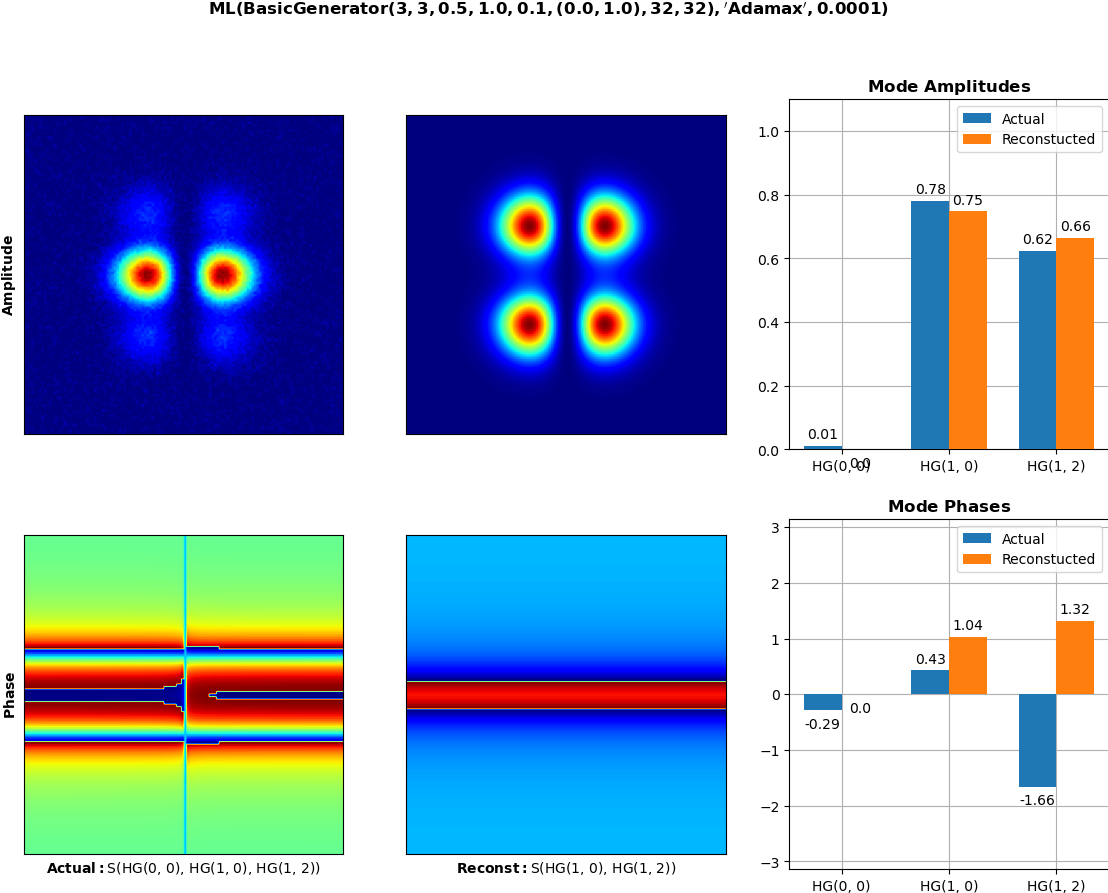 ML(BasicGenerator(3, 3, 0.5, 1.0, 0.1, (0.0, 1.0), 32, 32), ′Adamax′, 0.0001)
Mode Amplitudes
Amplitude
1.0
0.8
0.6
0.4
0.2
0.0
Actual
Reconstucted
0.01
0.0
0.78
0.75
0.62
0.66
HG(0, 0)
HG(1, 0)
HG(1, 2)
Mode Phases
Phase
3
2
1
0
−1
−2
−3
Actual
Reconstucted
-0.29
0.0
0.43
1.04
-1.66
1.32
HG(0, 0)
HG(1, 0)
HG(1, 2)
Actual: S(HG(0, 0), HG(1, 0), HG(1, 2))
Reconst: S(HG(1, 0), HG(1, 2))